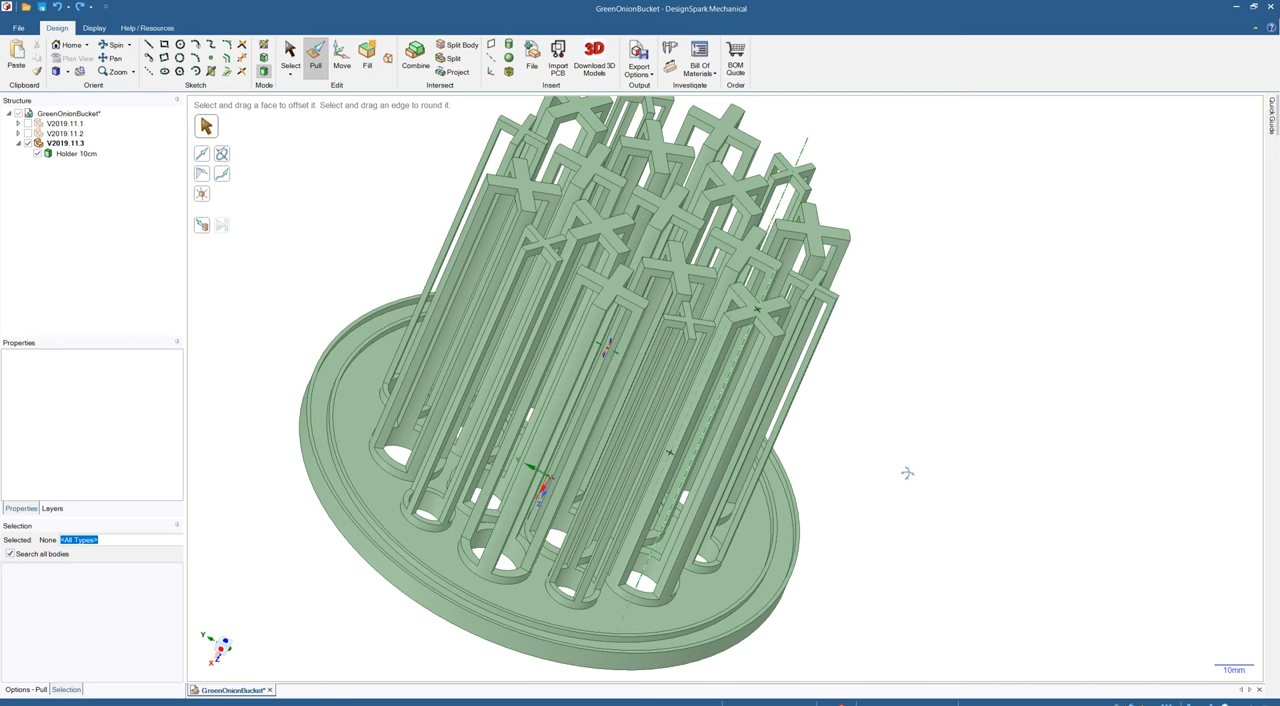 GreenOnionBucket* - DesignSpark Mechanical
File Design Display Help / Resources
Paste
Clipboard
Home Spin
Plan View Pan
Zoom
Orient
Sketch
Mode
Select Pull Move Fill
Edit
Combine Split Body
Split
Project
Intersect
File Import PCB Download 3D Models
3D
Insert
Export Options
Output
Bill Of Materials
Investigate
BOM Quote
Order
Structure
GreenOnionBucket*
V2019.11.1
V2019.11.2
V2019.11.3
Holder 10cm
Properties
Properties Layers
Selection
Selected: None <All Types>
Search all bodies
Options - Pull Selection
Select and drag a face to offset it. Select and drag an edge to round it.
Quick Guide
Y
X
Z
10mm
GreenOnionBucket*